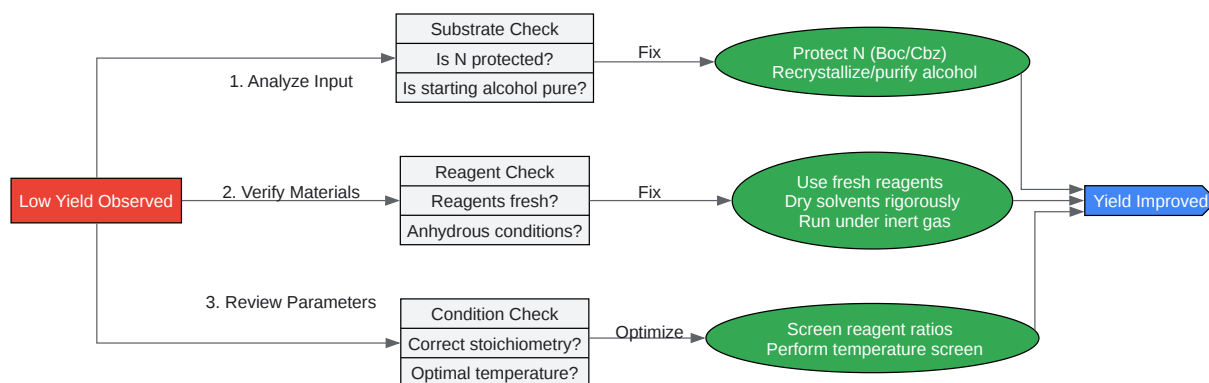 Substrate Check
Is N protected?
Is starting alcohol pure?
1. Analyze Input
Fix
Protect N (Boc/Cbz)
Recrystallize/purify alcohol
Low Yield Observed
2. Verify Materials
Reagent Check
Reagents fresh?
Anhydrous conditions?
Fix
Use fresh reagents
Dry solvents rigorously
Run under inert gas
Yield Improved
3. Review Parameters
Condition Check
Correct stoichiometry?
Optimal temperature?
Optimize
Screen reagent ratios
Perform temperature screen